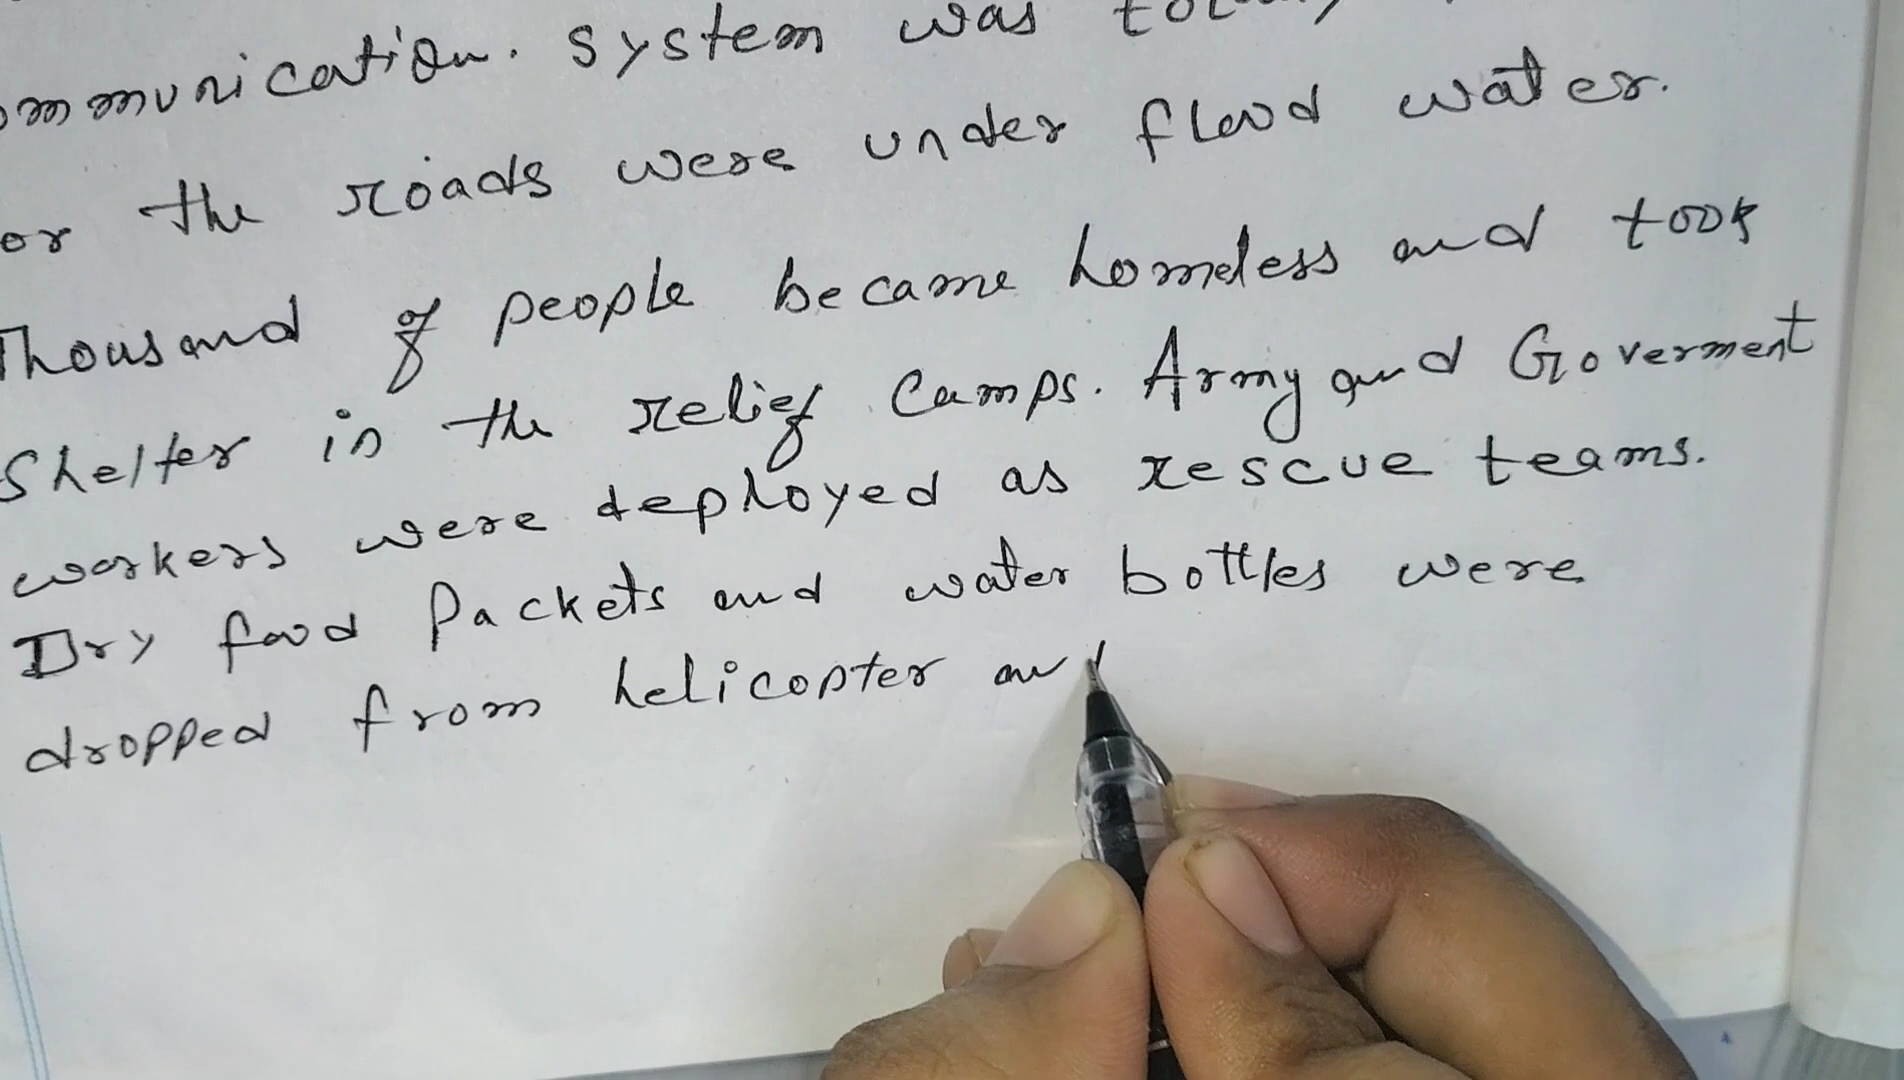 ommunication. System was
or the roads were under flood water.
Thousand of people became homeless and took
Shelter in the relief Camps. Army and Goverment
workers were deployed as rescue teams.
Dry food Packets and water bottles were
dropped from helicopter and